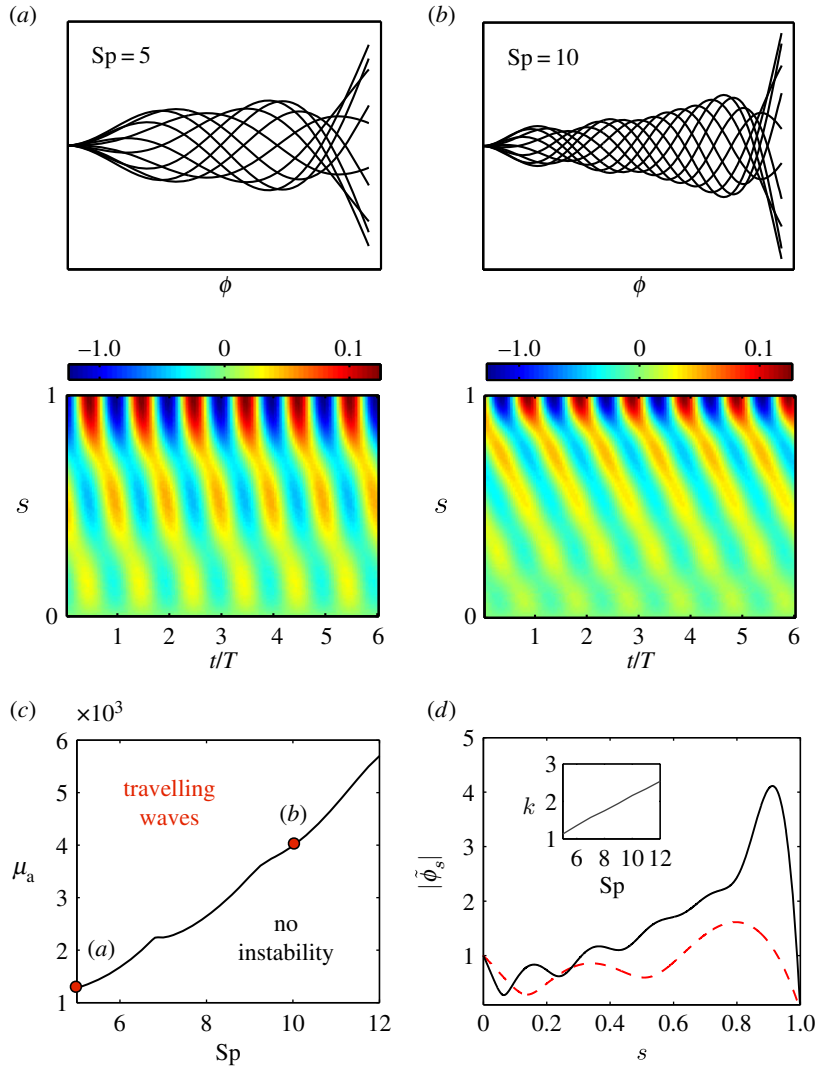 (a)
(b)
Sp = 5
Sp = 10
ϕ
ϕ
−1.0 0 0.1
−1.0 0 0.1
1
s
0
1 2 3 4 5 6
t/T
1
s
0
1 2 3 4 5 6
t/T
(c) ×10³
6
5
4
3
2
1
μa
travelling
waves
(b)
no
instability
(a)
6 8 10 12
Sp
(d)
5
4
3
2
1
|ϕ̃s|
3
2
1
k
6 8 10 12
Sp
0 0.2 0.4 0.6 0.8 1.0
s